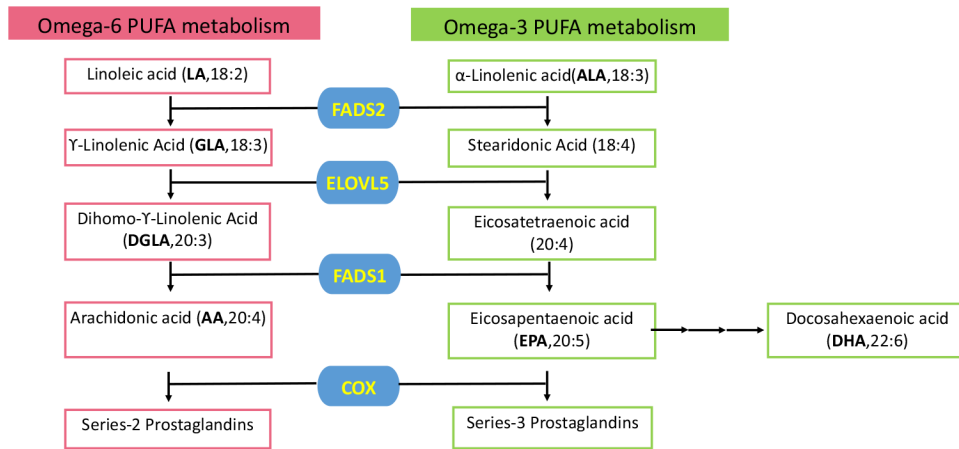 Omega-6 PUFA metabolism
Omega-3 PUFA metabolism
Linoleic acid (LA,18:2)
α-Linolenic acid(ALA,18:3)
FADS2
ϒ-Linolenic Acid (GLA,18:3)
Stearidonic Acid (18:4)
ELOVL5
Dihomo-ϒ-Linolenic Acid
(DGLA,20:3)
Eicosatetraenoic acid
(20:4)
FADS1
Arachidonic acid (AA,20:4)
Eicosapentaenoic acid
(EPA,20:5)
Docosahexaenoic acid
(DHA,22:6)
COX
Series-2 Prostaglandins
Series-3 Prostaglandins